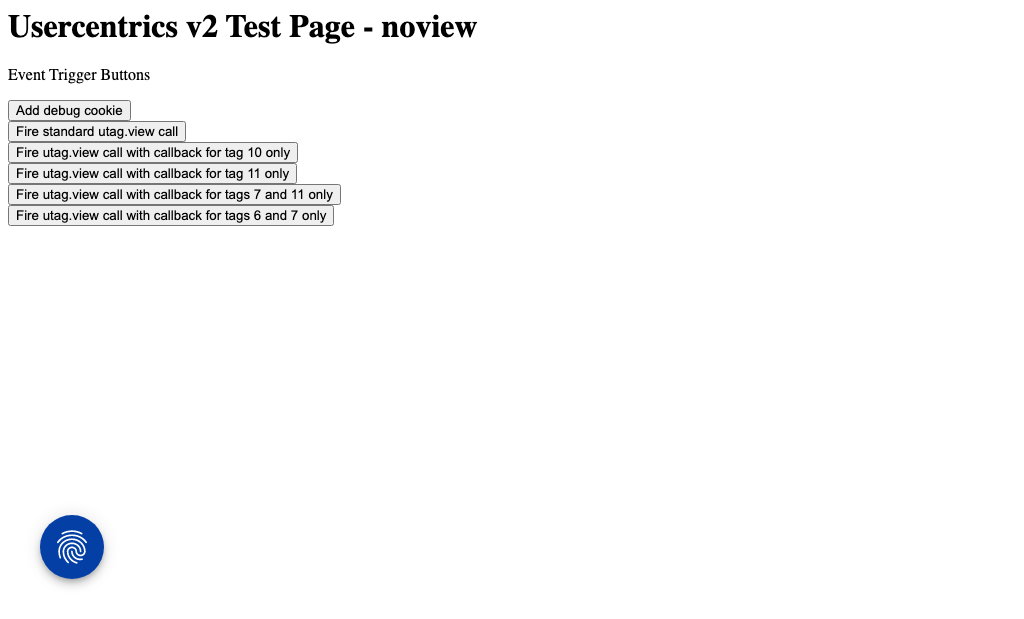 Usercentrics v2 Test Page - noview
Event Trigger Buttons
Add debug cookie
Fire standard utag.view call
Fire utag.view call with callback for tag 10 only
Fire utag.view call with callback for tag 11 only
Fire utag.view call with callback for tags 7 and 11 only
Fire utag.view call with callback for tags 6 and 7 only